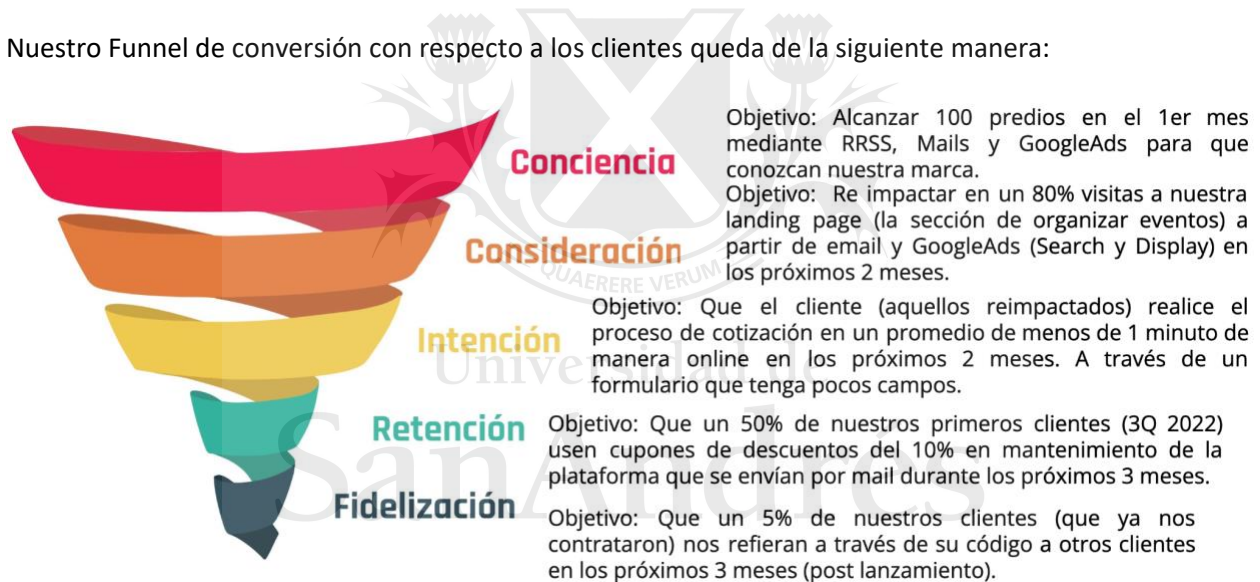 Nuestro Funnel de conversión con respecto a los clientes queda de la siguiente manera:
Conciencia
Objetivo: Alcanzar 100 predios en el 1er mes
mediante RRSS, Mails y GoogleAds para que
conozcan nuestra marca.
Consideración
Objetivo: Re impactar en un 80% visitas a nuestra
landing page (la sección de organizar eventos) a
partir de email y GoogleAds (Search y Display) en
los próximos 2 meses.
Intención
Objetivo: Que el cliente (aquellos reimpactados) realice el
proceso de cotización en un promedio de menos de 1 minuto de
manera online en los próximos 2 meses. A través de un
formulario que tenga pocos campos.
Retención
Objetivo: Que un 50% de nuestros primeros clientes (3Q 2022)
usen cupones de descuentos del 10% en mantenimiento de la
plataforma que se envían por mail durante los próximos 3 meses.
Fidelización
Objetivo: Que un 5% de nuestros clientes (que ya nos
contrataron) nos refieran a través de su código a otros clientes
en los próximos 3 meses (post lanzamiento).
QUAERERE VERUM
Universidad de
SanAndrés